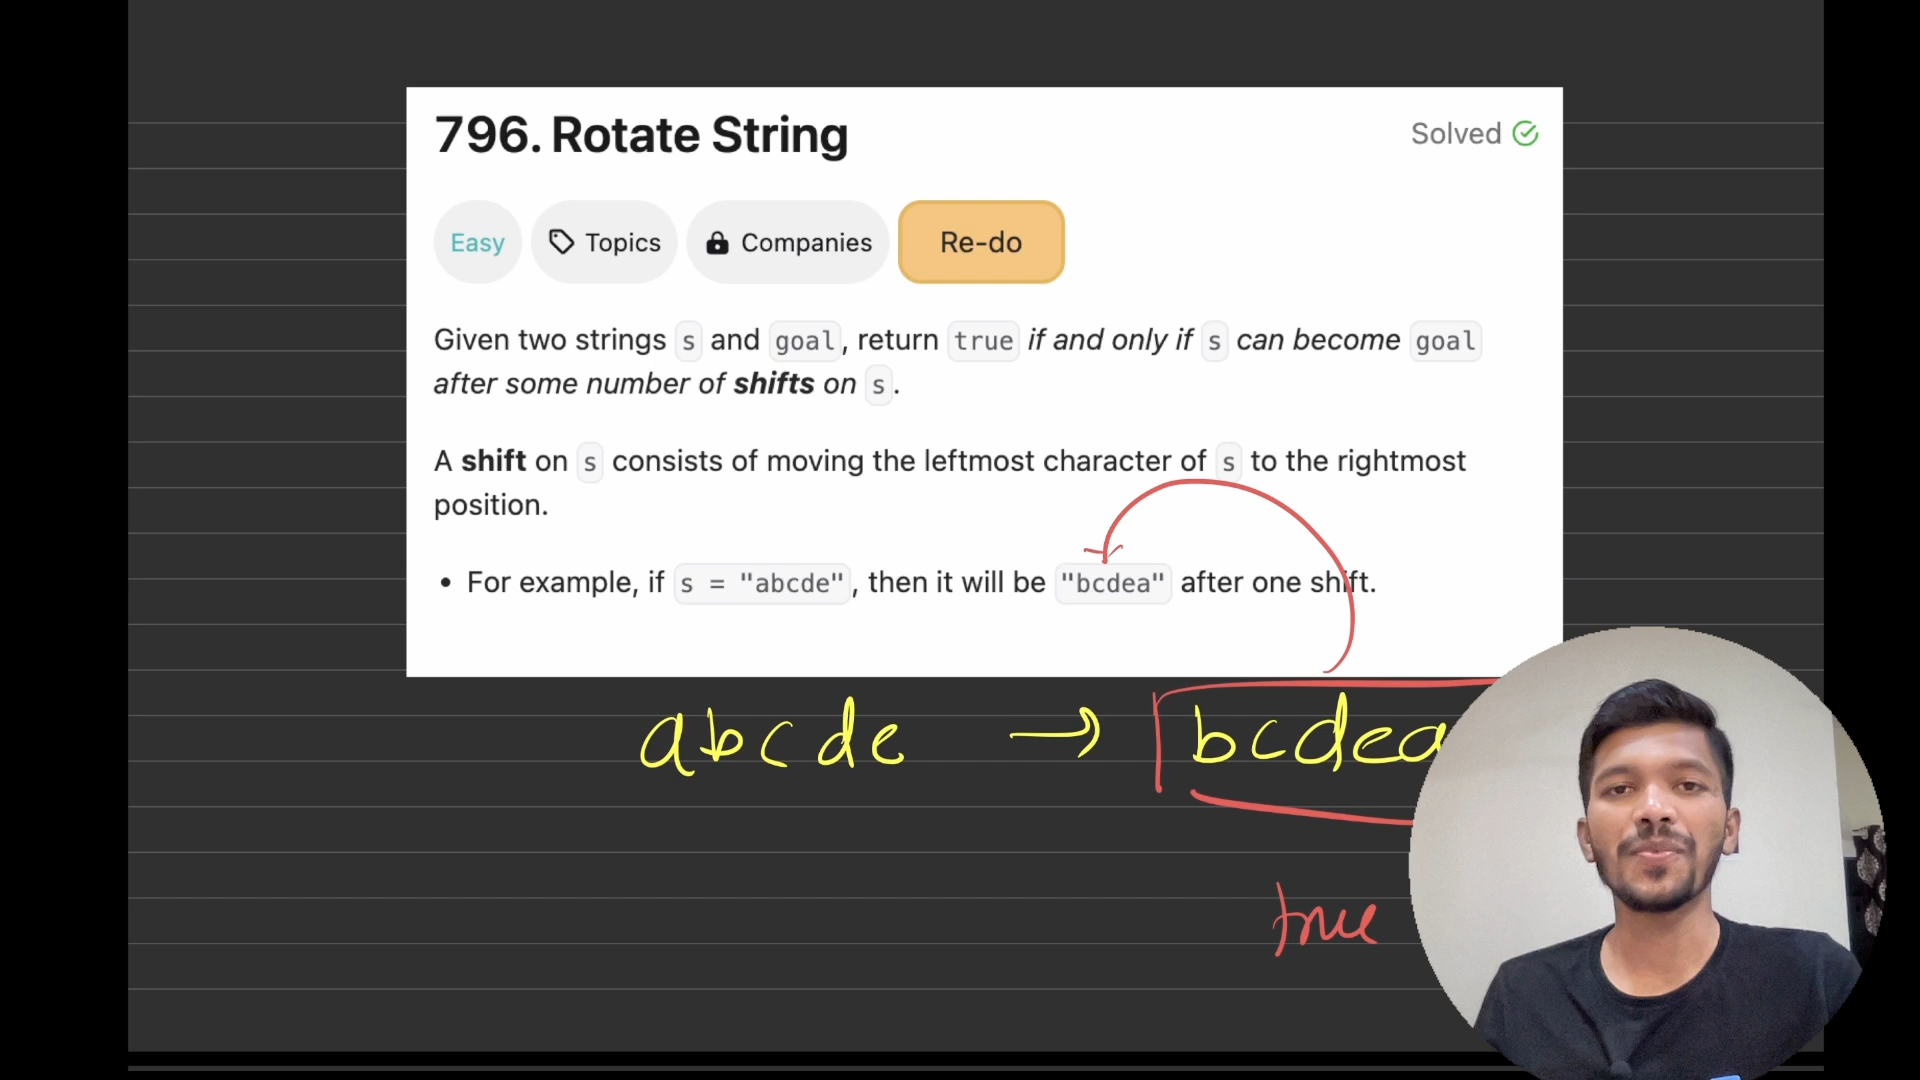 796. Rotate String
Solved
Easy
Topics
Companies
Re-do
Given two strings s and goal, return true if and only if s can become goal
after some number of shifts on s.
A shift on s consists of moving the leftmost character of s to the rightmost
position.
• For example, if s = "abcde", then it will be "bcdea" after one shift.
abcde → bcdea
true